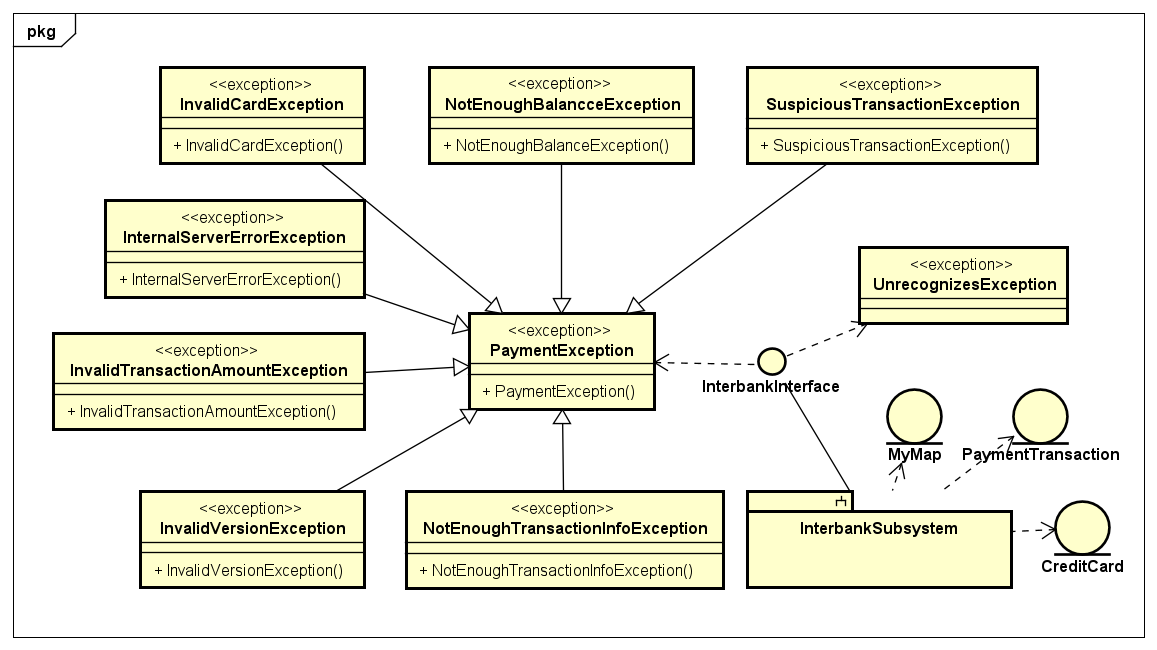 pkg
<<exception>>
InvalidCardException
+ InvalidCardException()
<<exception>>
NotEnoughBalancceException
+ NotEnoughBalanceException()
<<exception>>
SuspiciousTransactionException
+ SuspiciousTransactionException()
<<exception>>
InternalServerErrorException
+ InternalServerErrorException()
<<exception>>
UnrecognizesException
<<exception>>
PaymentException
+ PaymentException()
<<exception>>
InvalidTransactionAmountException
+ InvalidTransactionAmountException()
InterbankInterface
MyMap
PaymentTransaction
<<exception>>
InvalidVersionException
+ InvalidVersionException()
<<exception>>
NotEnoughTransactionInfoException
+ NotEnoughTransactionInfoException()
InterbankSubsystem
CreditCard